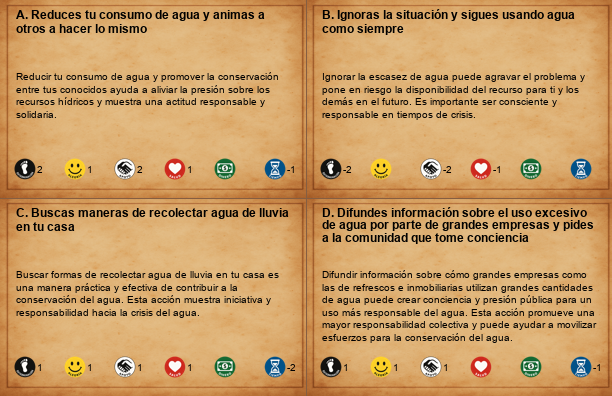 A. Reduces tu consumo de agua y animas a
otros a hacer lo mismo
Reducir tu consumo de agua y promover la conservación
entre tus conocidos ayuda a aliviar la presión sobre los
recursos hídricos y muestra una actitud responsable y
solidaria.
2 1 2 1 -1
B. Ignoras la situación y sigues usando agua
como siempre
Ignorar la escasez de agua puede agravar el problema y
pone en riesgo la disponibilidad del recurso para ti y los
demás en el futuro. Es importante ser consciente y
responsable en tiempos de crisis.
-2 -2 -1
C. Buscas maneras de recolectar agua de lluvia
en tu casa
Buscar formas de recolectar agua de lluvia en tu casa es
una manera práctica y efectiva de contribuir a la
conservación del agua. Esta acción muestra iniciativa y
responsabilidad hacia la crisis del agua.
1 1 1 1 -2
D. Difundes información sobre el uso excesivo
de agua por parte de grandes empresas y pides
a la comunidad que tome conciencia
Difundir información sobre cómo grandes empresas como
las de refrescos e inmobiliarias utilizan grandes cantidades
de agua puede crear conciencia y presión pública para un
uso más responsable del agua. Esta acción promueve una
mayor responsabilidad colectiva y puede ayudar a movilizar
esfuerzos para la conservación del agua.
1 1 1 -1